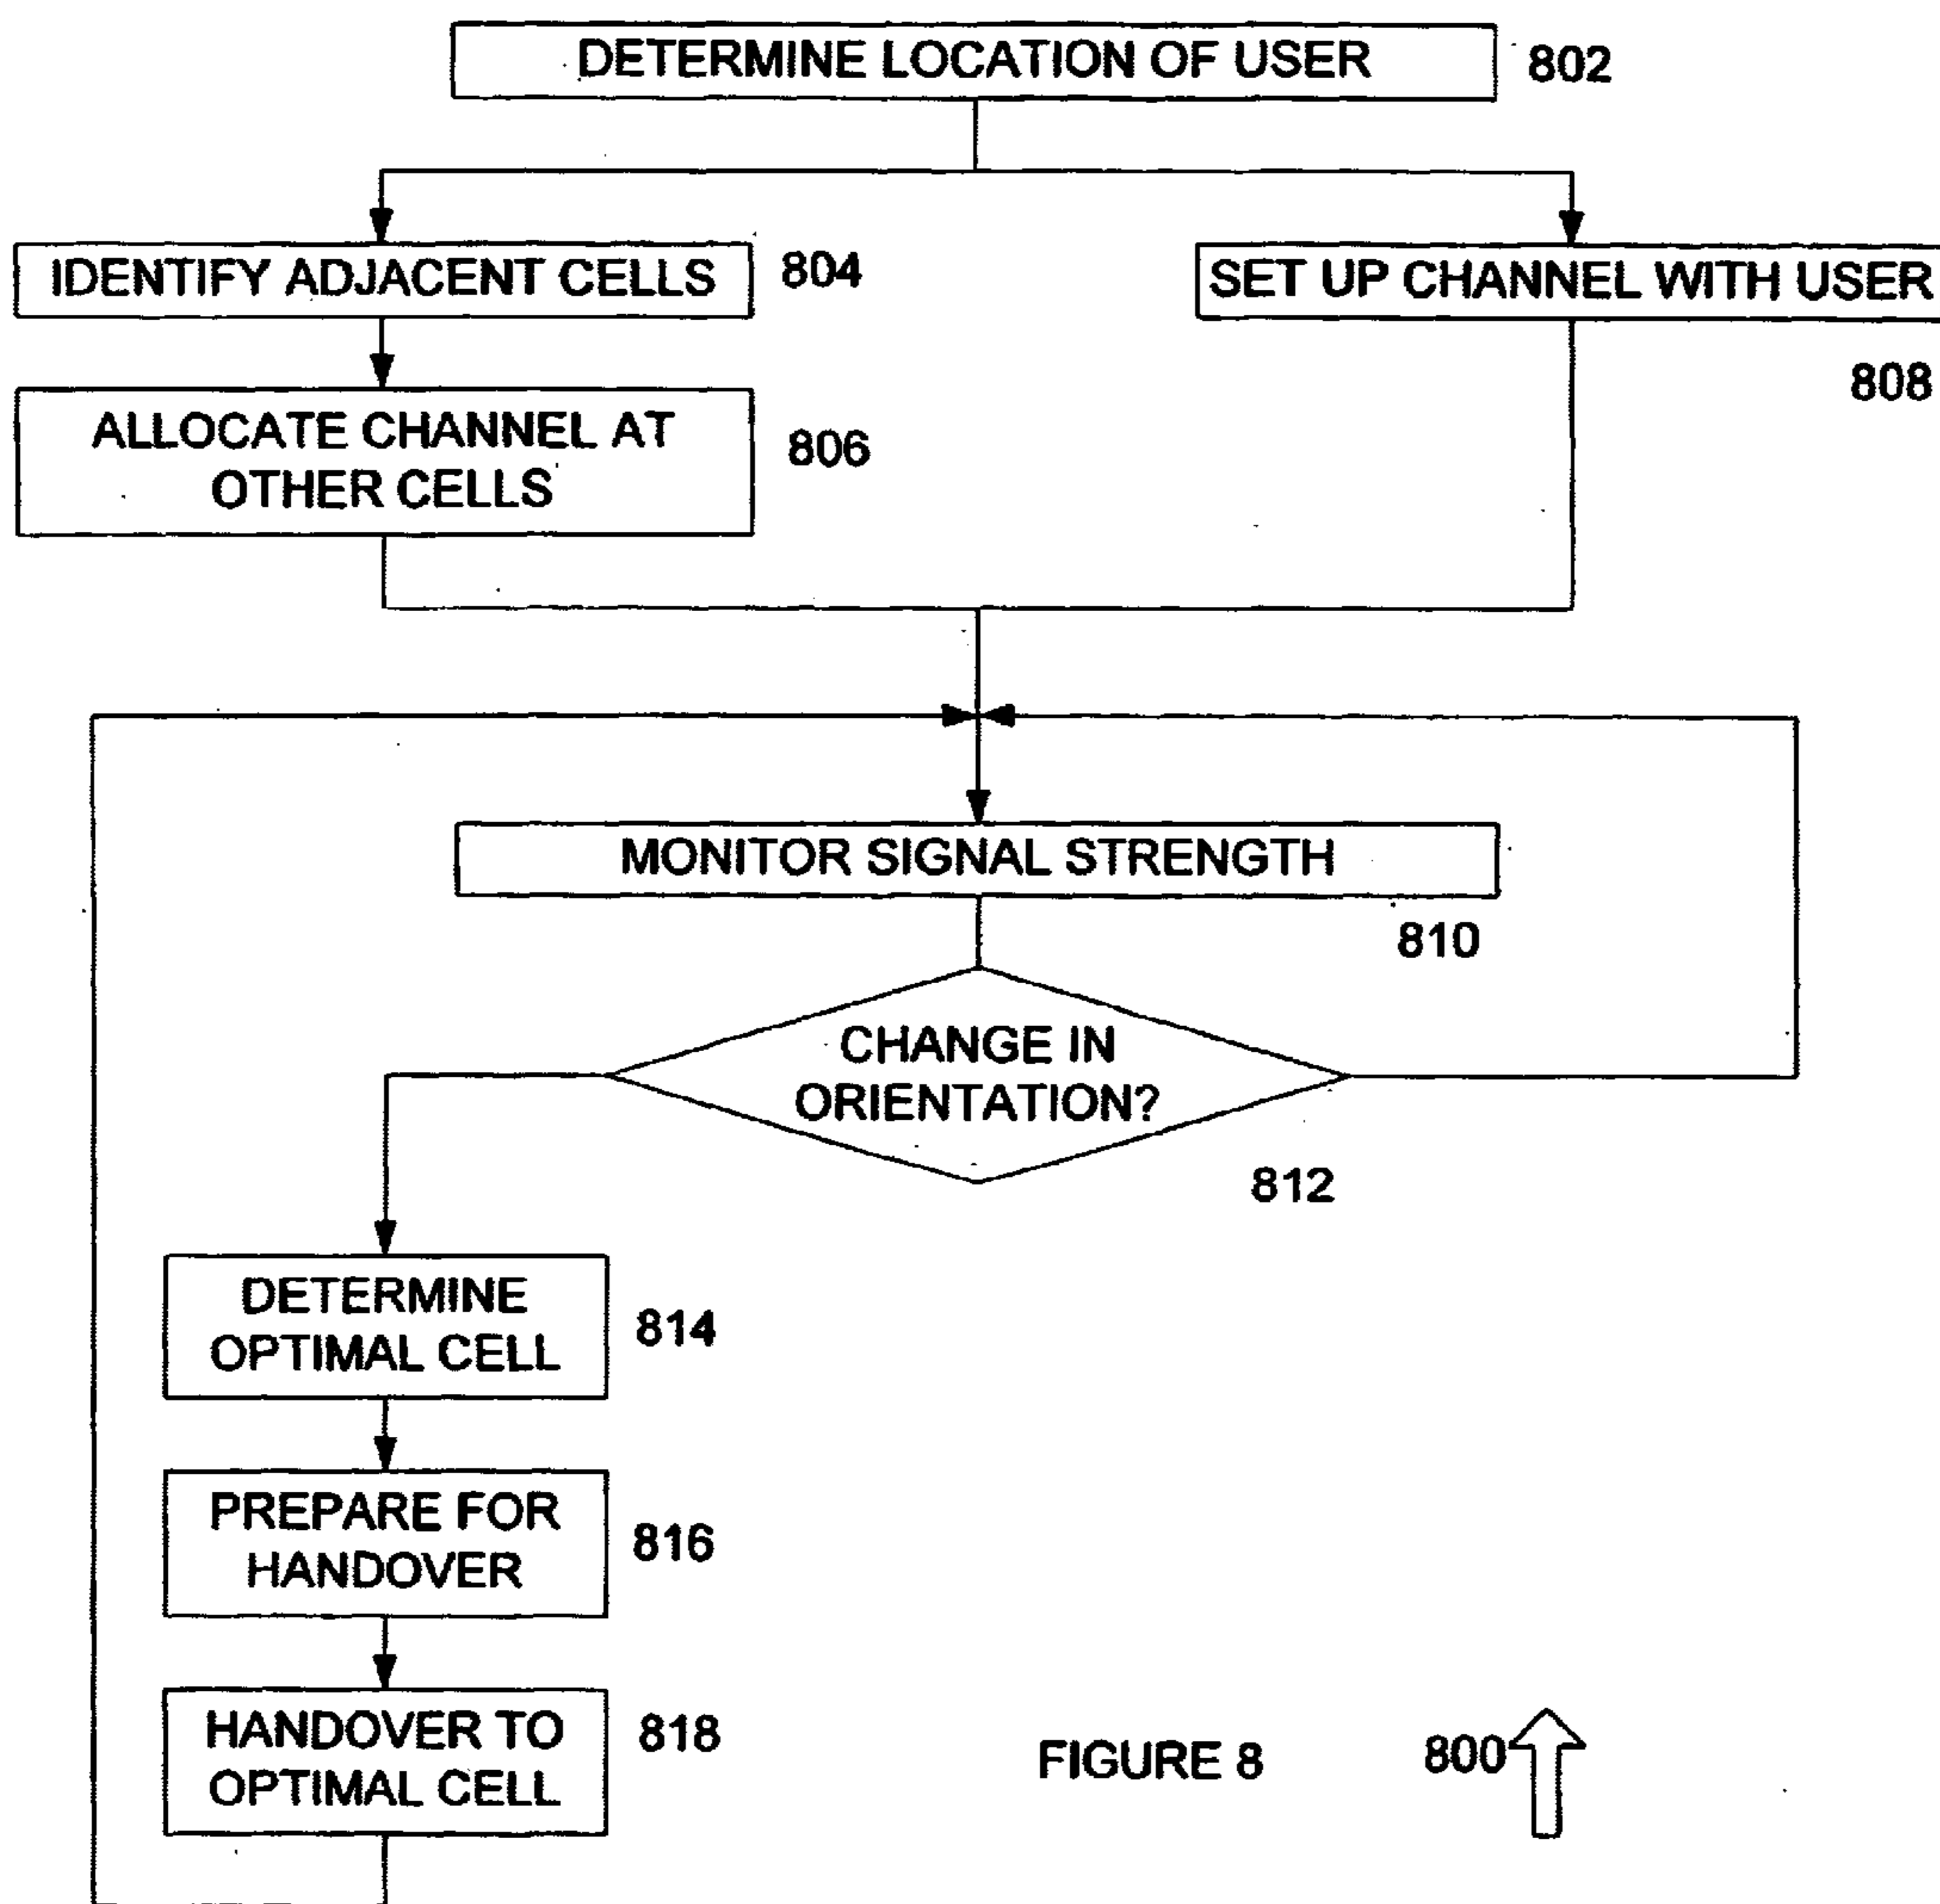 DETERMINE LOCATION OF USER
802
IDENTIFY ADJACENT CELLS
804
SET UP CHANNEL WITH USER
808
ALLOCATE CHANNEL AT
OTHER CELLS
806
MONITOR SIGNAL STRENGTH
810
CHANGE IN
ORIENTATION?
812
DETERMINE
OPTIMAL CELL
814
PREPARE FOR
HANDOVER
816
HANDOVER TO
OPTIMAL CELL
818
FIGURE 8
800